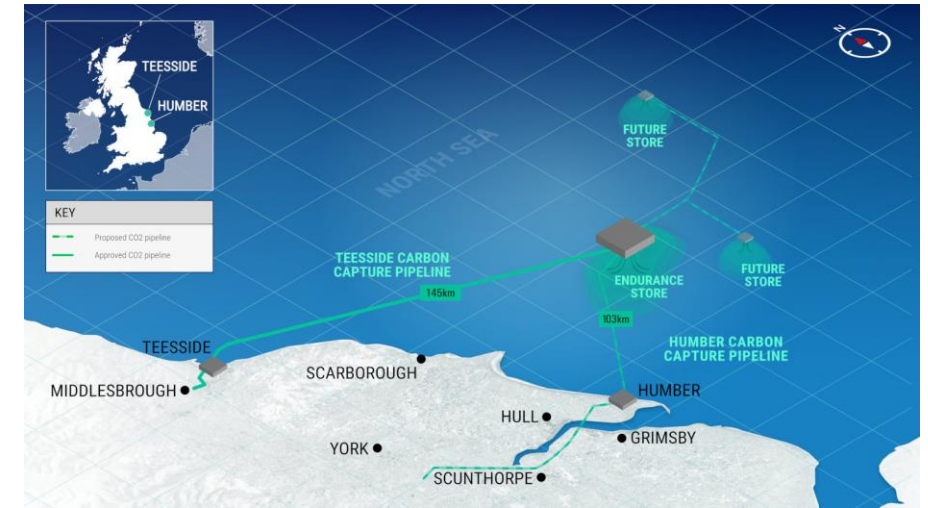 N
TEESSIDE
HUMBER
KEY
Proposed CO2 pipeline
Approved CO2 pipeline
NORTH SEA
FUTURE
STORE
TEESSIDE CARBON
CAPTURE PIPELINE
145km
ENDURANCE
STORE
FUTURE
STORE
103km
HUMBER CARBON
CAPTURE PIPELINE
TEESSIDE
MIDDLESBROUGH
SCARBOROUGH
HUMBER
HULL
GRIMSBY
YORK
SCUNTHORPE